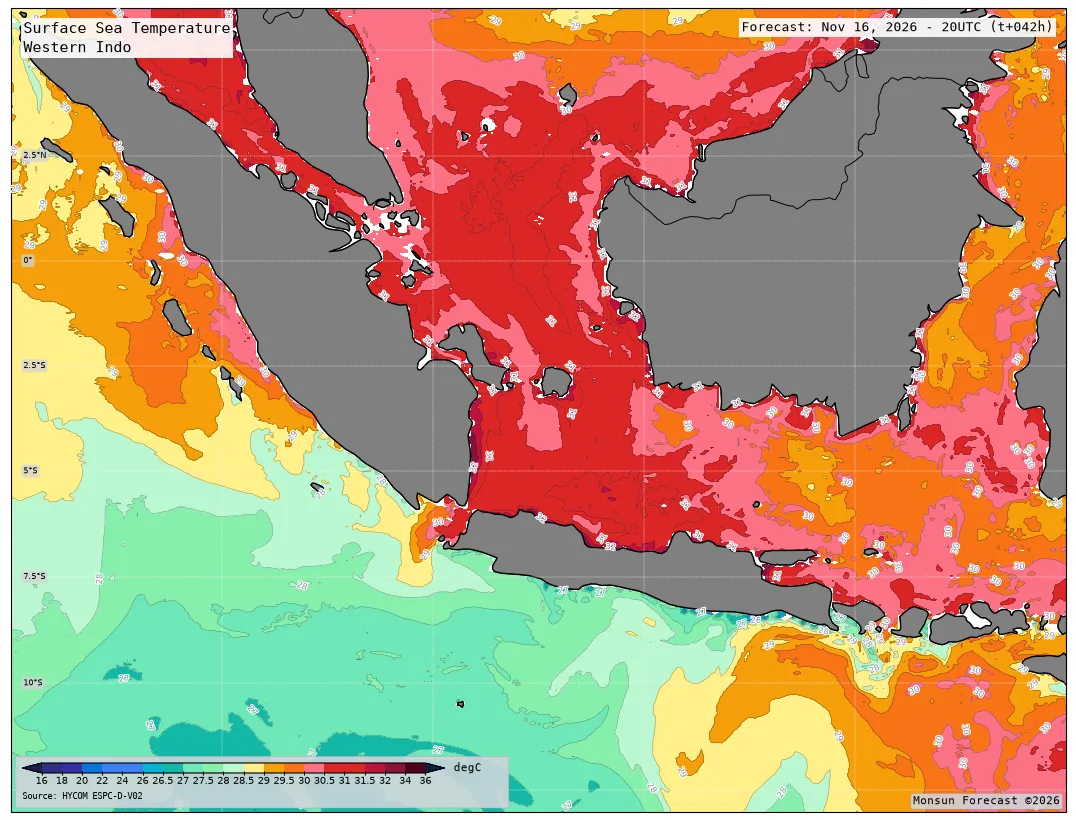 Surface Sea Temperature
Western Indo
Forecast: Nov 16, 2026 - 20UTC (t+042h)
2.5°N
0°
2.5°S
5°S
7.5°S
10°S
degC
16 18 20 22 24 26 26.5 27 27.5 28 28.5 29 29.5 30 30.5 31 31.5 32 34 36
Source: HYCOM ESPC-D-V02
Monsun Forecast ©2026